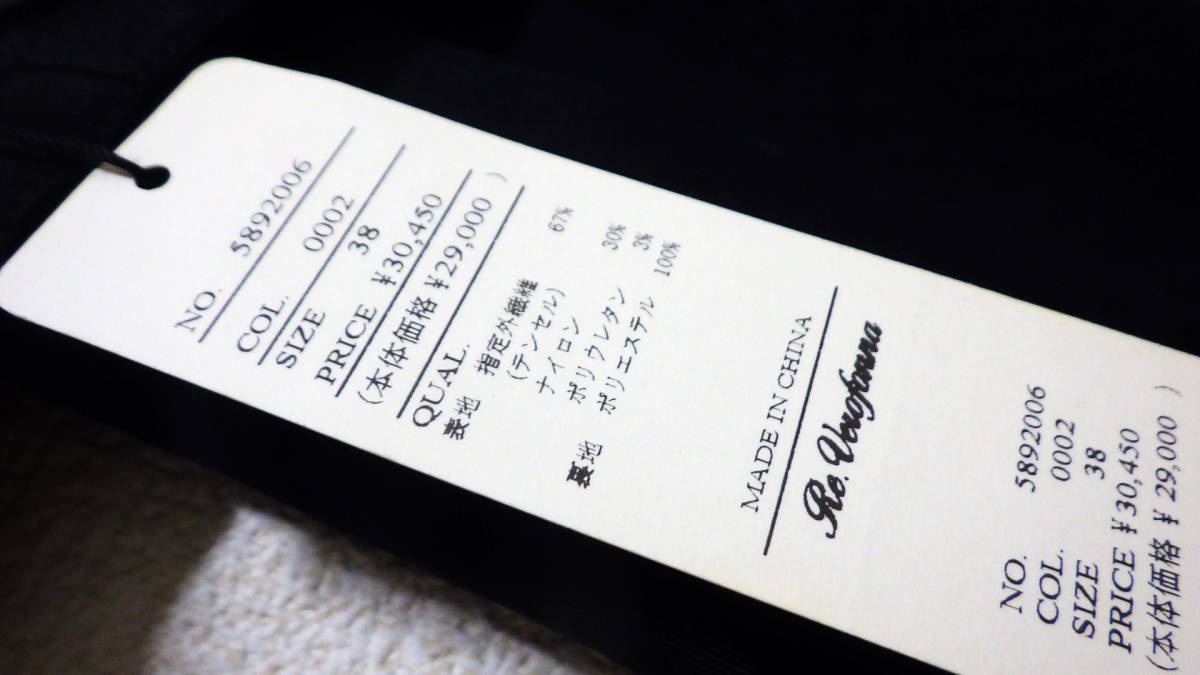 NO. 5892006
COL. 0002
SIZE 38
PRICE ¥30,450
(本体価格 ¥29,000 )
QUAL.
表地 指定外繊維 67%
(テンセル)
ナイロン 30%
ポリウレタン 3%
裏地 ポリエステル 100%
MADE IN CHINA
Re. Verofonna
NO. 5892006
COL. 0002
SIZE 38
PRICE ¥30,450
(本体価格 ¥29,000 )